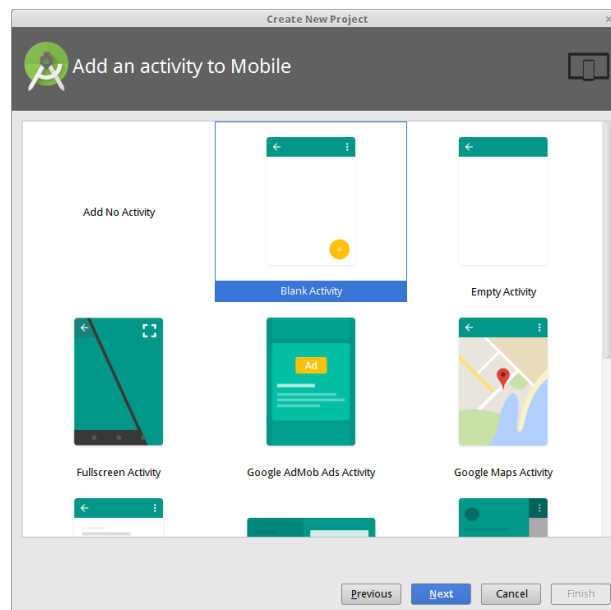 Create New Project
Add an activity to Mobile
Add No Activity
Blank Activity
Empty Activity
Ad
Fullscreen Activity
Google AdMob Ads Activity
Google Maps Activity
Previous
Next
Cancel
Finish